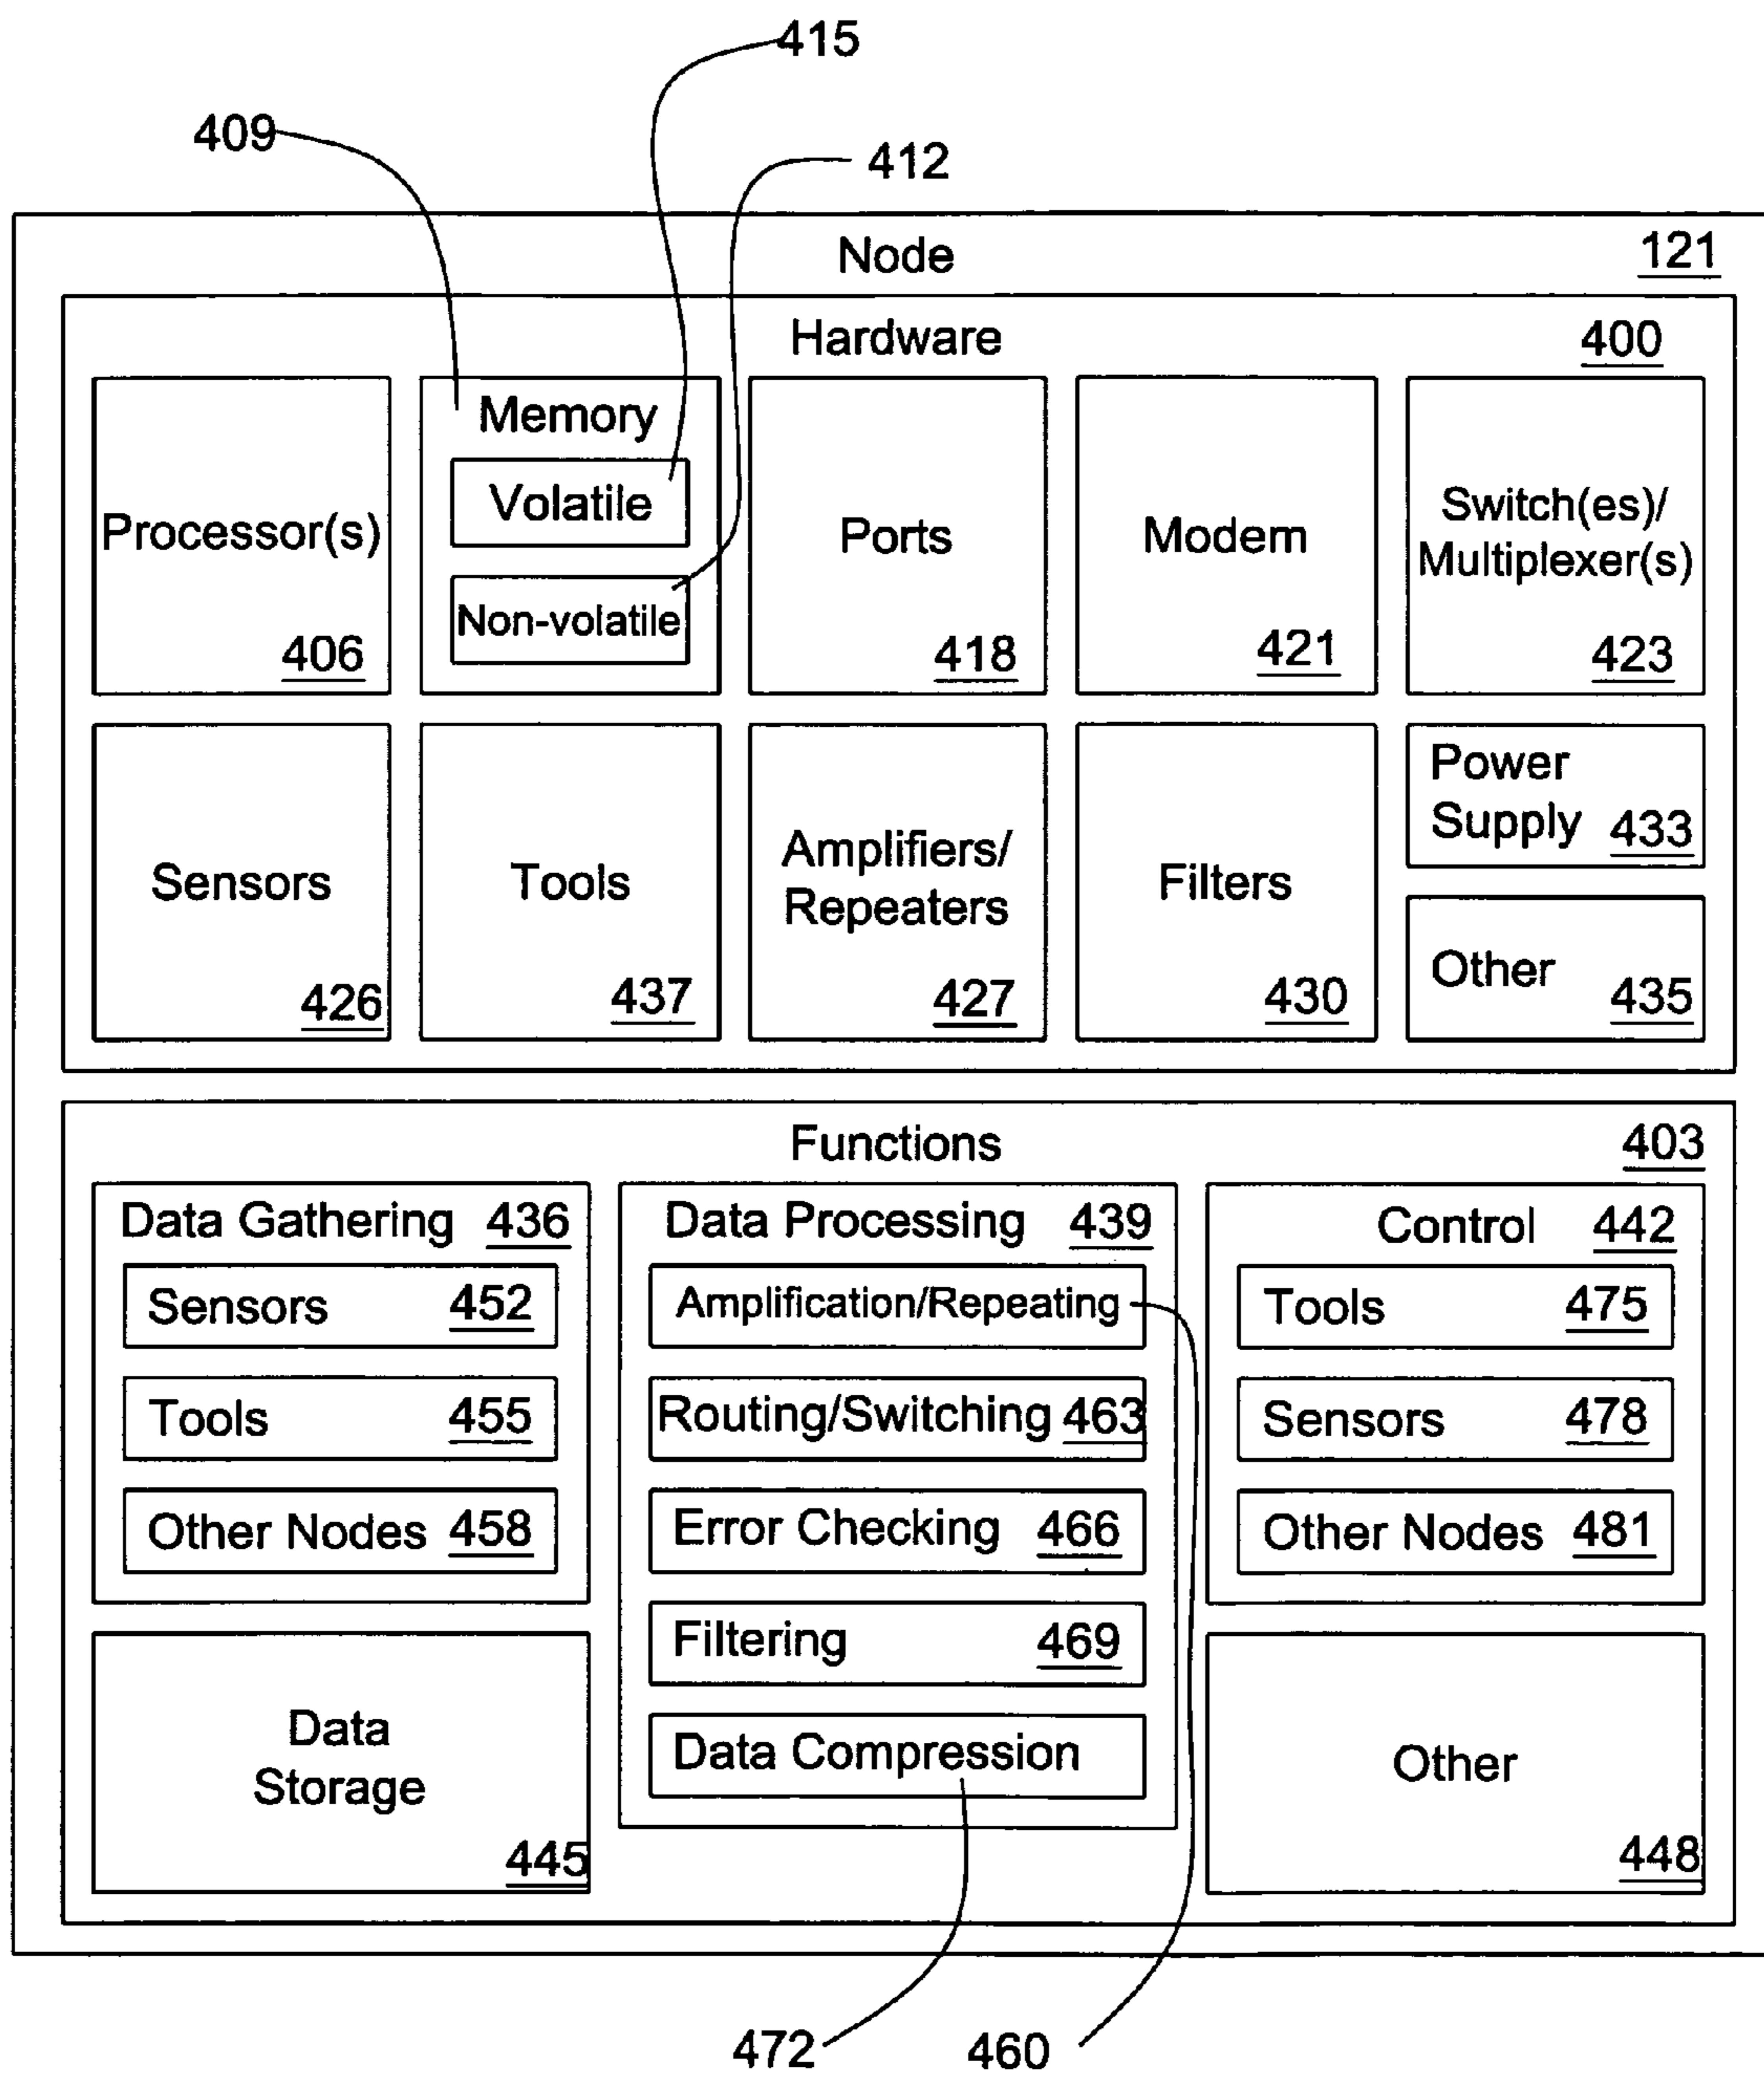 415
409
412
Node 121
Hardware 400
Processor(s)
406
Memory
Volatile
Non-volatile
Ports
418
Modem
421
Switch(es)/
Multiplexer(s)
423
Sensors
426
Tools
437
Amplifiers/
Repeaters
427
Filters
430
Power
Supply 433
Other
435
Functions 403
Data Gathering 436
Sensors 452
Tools 455
Other Nodes 458
Data
Storage
445
Data Processing 439
Amplification/Repeating
Routing/Switching 463
Error Checking 466
Filtering 469
Data Compression
Control 442
Tools 475
Sensors 478
Other Nodes 481
Other
448
472
460